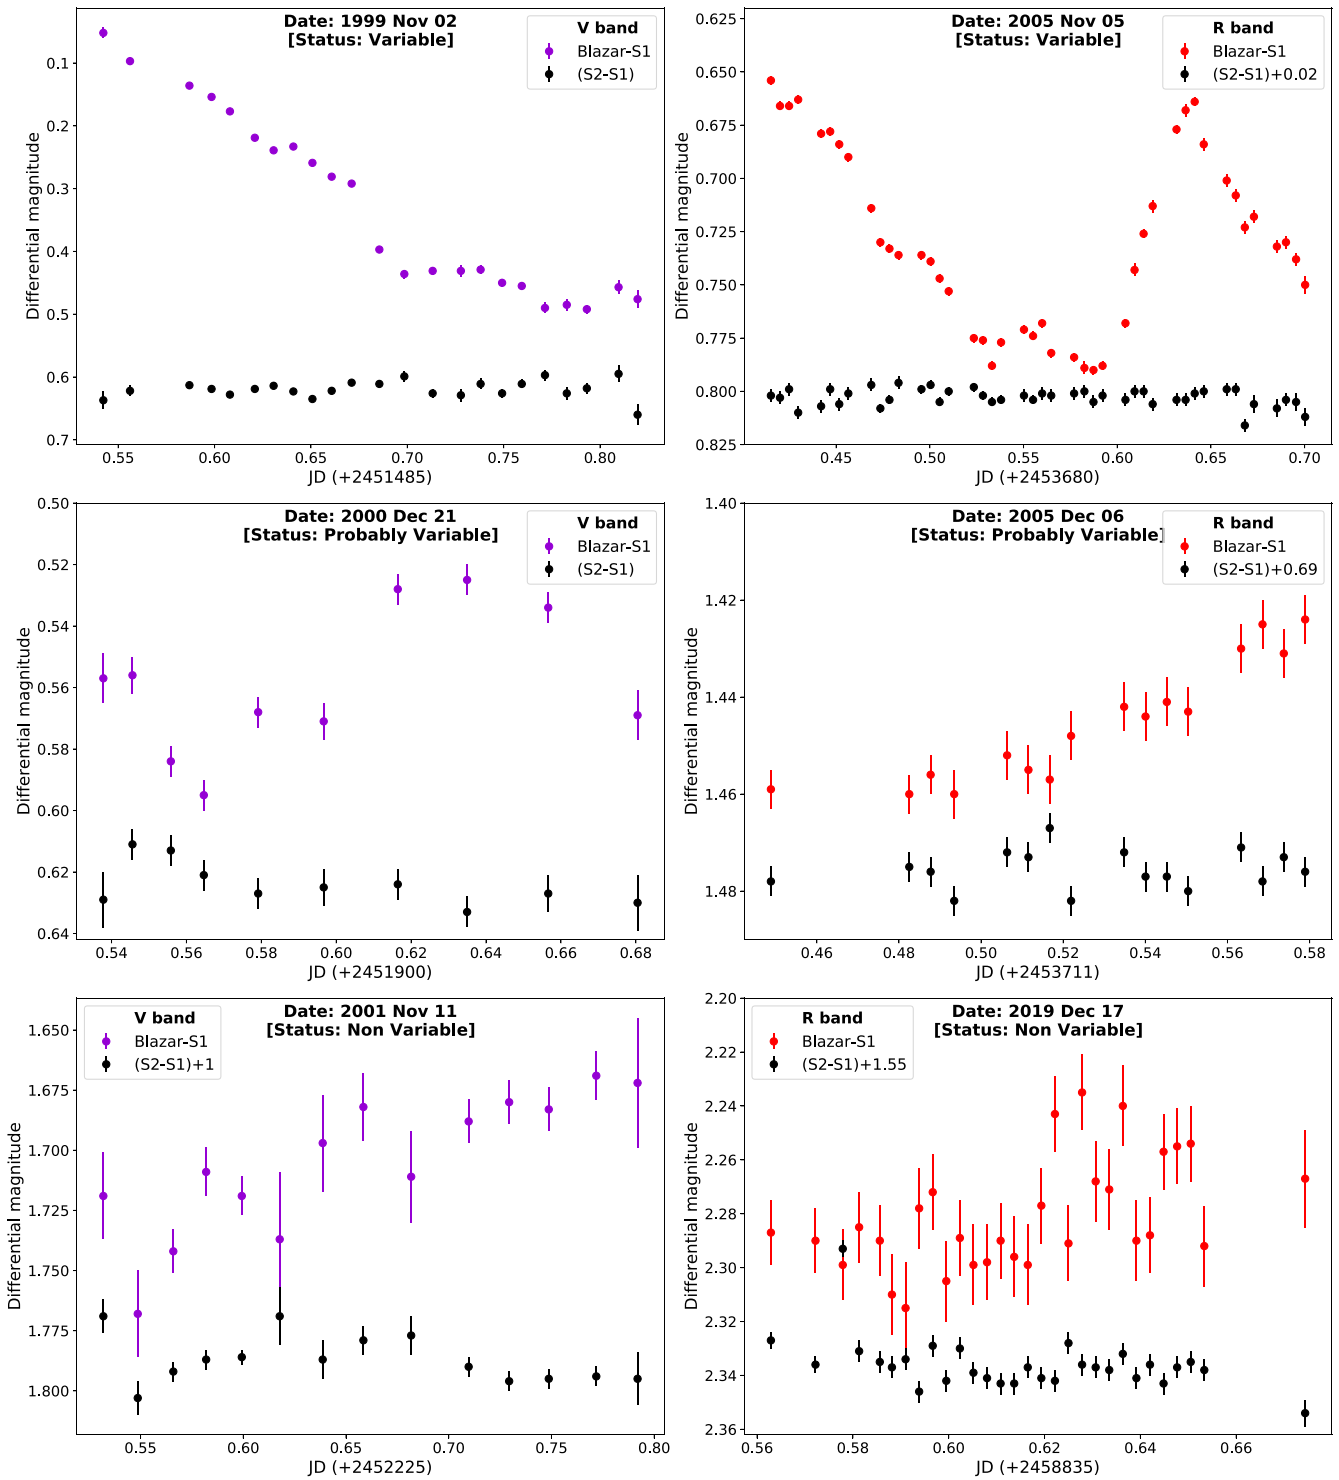 Date: 1999 Nov 02
[Status: Variable]
V band
Blazar-S1
(S2-S1)
Differential magnitude
0.1
0.2
0.3
0.4
0.5
0.6
0.7
0.55 0.60 0.65 0.70 0.75 0.80
JD (+2451485)
Date: 2005 Nov 05
[Status: Variable]
R band
Blazar-S1
(S2-S1)+0.02
Differential magnitude
0.625
0.650
0.675
0.700
0.725
0.750
0.775
0.800
0.825
0.45 0.50 0.55 0.60 0.65 0.70
JD (+2453680)
Date: 2000 Dec 21
[Status: Probably Variable]
V band
Blazar-S1
(S2-S1)
Differential magnitude
0.50
0.52
0.54
0.56
0.58
0.60
0.62
0.64
0.54 0.56 0.58 0.60 0.62 0.64 0.66 0.68
JD (+2451900)
Date: 2005 Dec 06
[Status: Probably Variable]
R band
Blazar-S1
(S2-S1)+0.69
Differential magnitude
1.40
1.42
1.44
1.46
1.48
0.46 0.48 0.50 0.52 0.54 0.56 0.58
JD (+2453711)
Date: 2001 Nov 11
[Status: Non Variable]
V band
Blazar-S1
(S2-S1)+1
Differential magnitude
1.650
1.675
1.700
1.725
1.750
1.775
1.800
0.55 0.60 0.65 0.70 0.75 0.80
JD (+2452225)
Date: 2019 Dec 17
[Status: Non Variable]
R band
Blazar-S1
(S2-S1)+1.55
Differential magnitude
2.20
2.22
2.24
2.26
2.28
2.30
2.32
2.34
2.36
0.56 0.58 0.60 0.62 0.64 0.66
JD (+2458835)